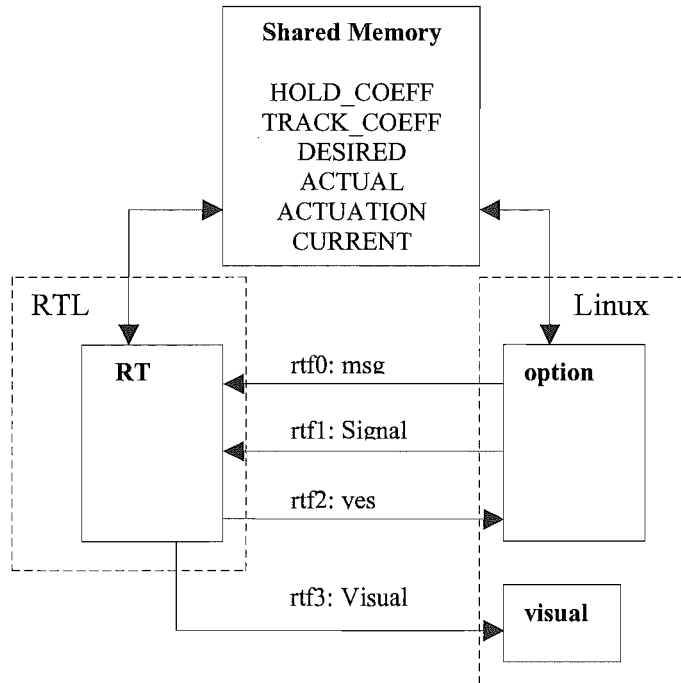 Shared Memory
HOLD_COEFF
TRACK_COEFF
DESIRED
ACTUAL
ACTUATION
CURRENT
RTL
Linux
RT
option
rtf0: msg
rtf1: Signal
rtf2: yes
rtf3: Visual
visual